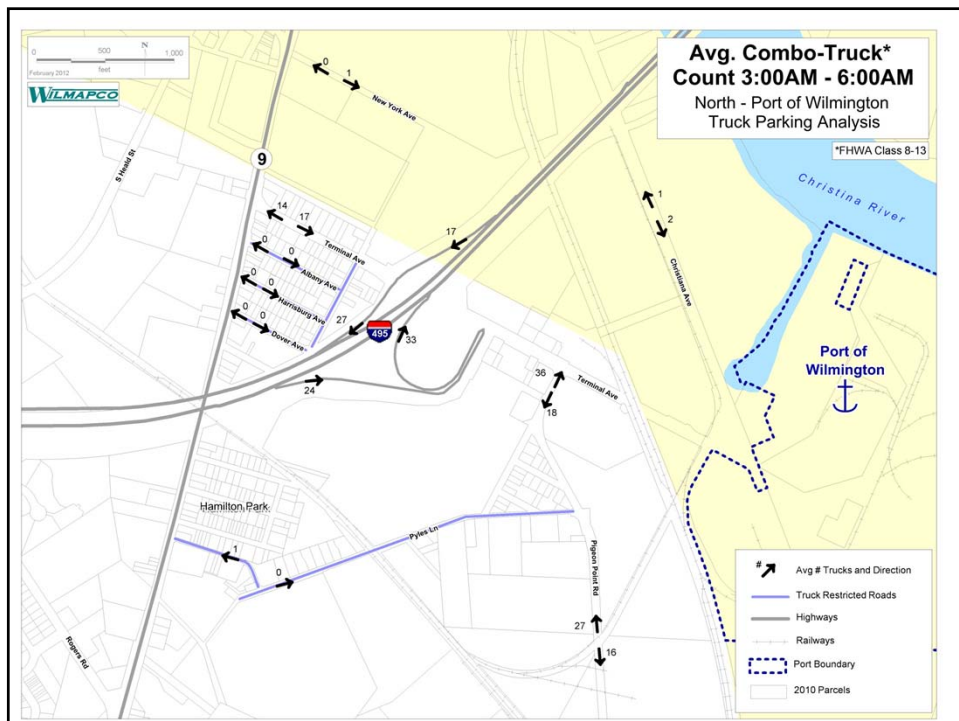 0 500 N 1,000
feet
February 2012
WILMAPCO
Avg. Combo-Truck*
Count 3:00AM - 6:00AM
North - Port of Wilmington
Truck Parking Analysis
*FHWA Class 8-13
0
1
New York Ave
S Heald St
9
Christina River
1
2
Christiana Ave
14
17
Terminal Ave
17
0 0
Albany Ave
0 0
Harrisburg Ave
0 0
Dover Ave
27
495
33
24
36
18
Terminal Ave
Port of
Wilmington
Hamilton Park
1
0
Pyles Ln
Pigeon Point Rd
27
16
Rogers Rd
# Avg # Trucks and Direction
Truck Restricted Roads
Highways
Railways
Port Boundary
2010 Parcels